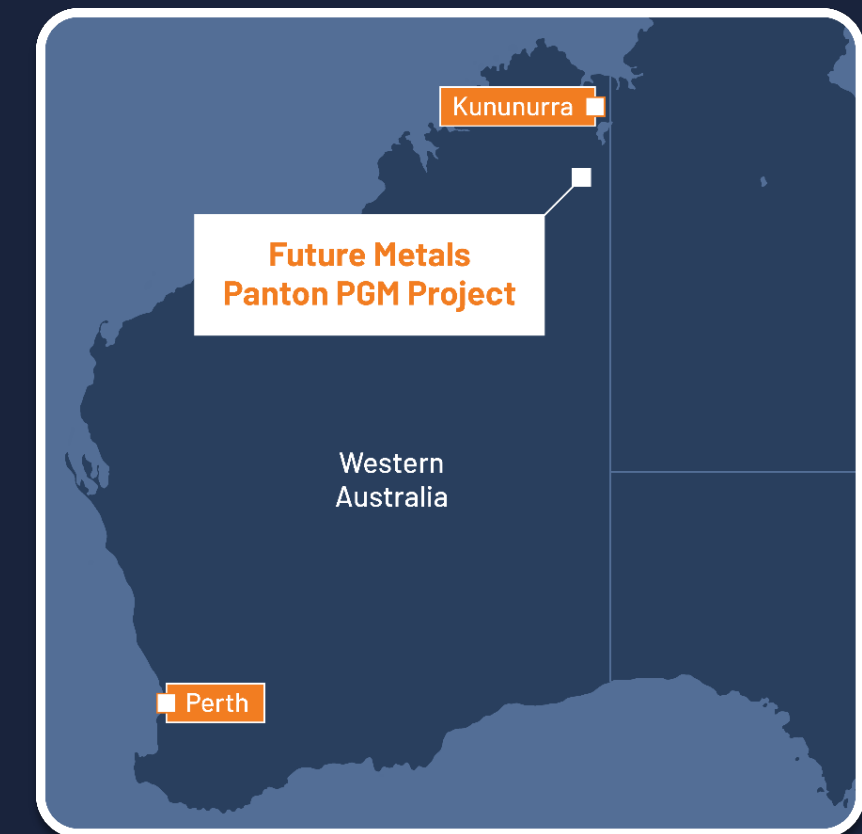 Kununurra
Future Metals
Panton PGM Project
Western
Australia
Perth